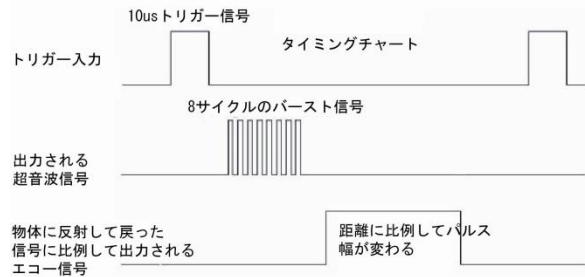 10usトリガー信号
タイミングチャート
トリガー入力
8サイクルのバースト信号
出力される
超音波信号
物体に反射して戻った
信号に比例して出力される
エコー信号
距離に比例してパルス
幅が変わる